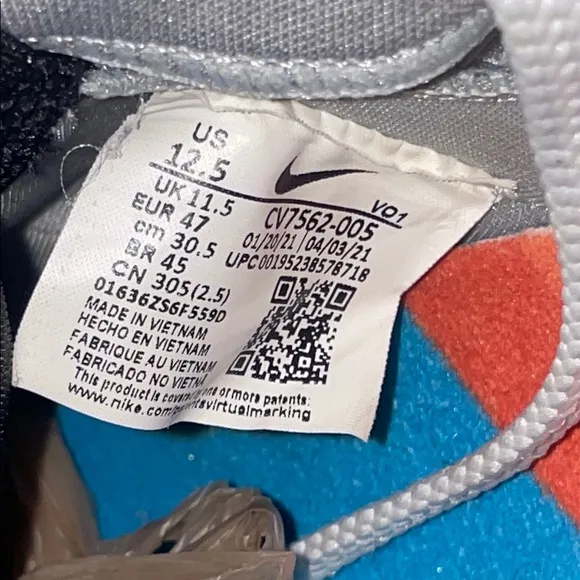 US
12.5
UK 11.5
EUR 47
cm 30.5
BR 45
CN 305(2.5)
01636ZS6F559D
MADE IN VIETNAM
HECHO EN VIETNAM
FABRIQUE AU VIETNAM
FABRICADO NO VIETNA
This product is covered by one or more patents:
www.nike.com/patentsvirtualmarking
VO1
CV7562-005
01/20/21 / 04/03/21
UPC 00195238578718